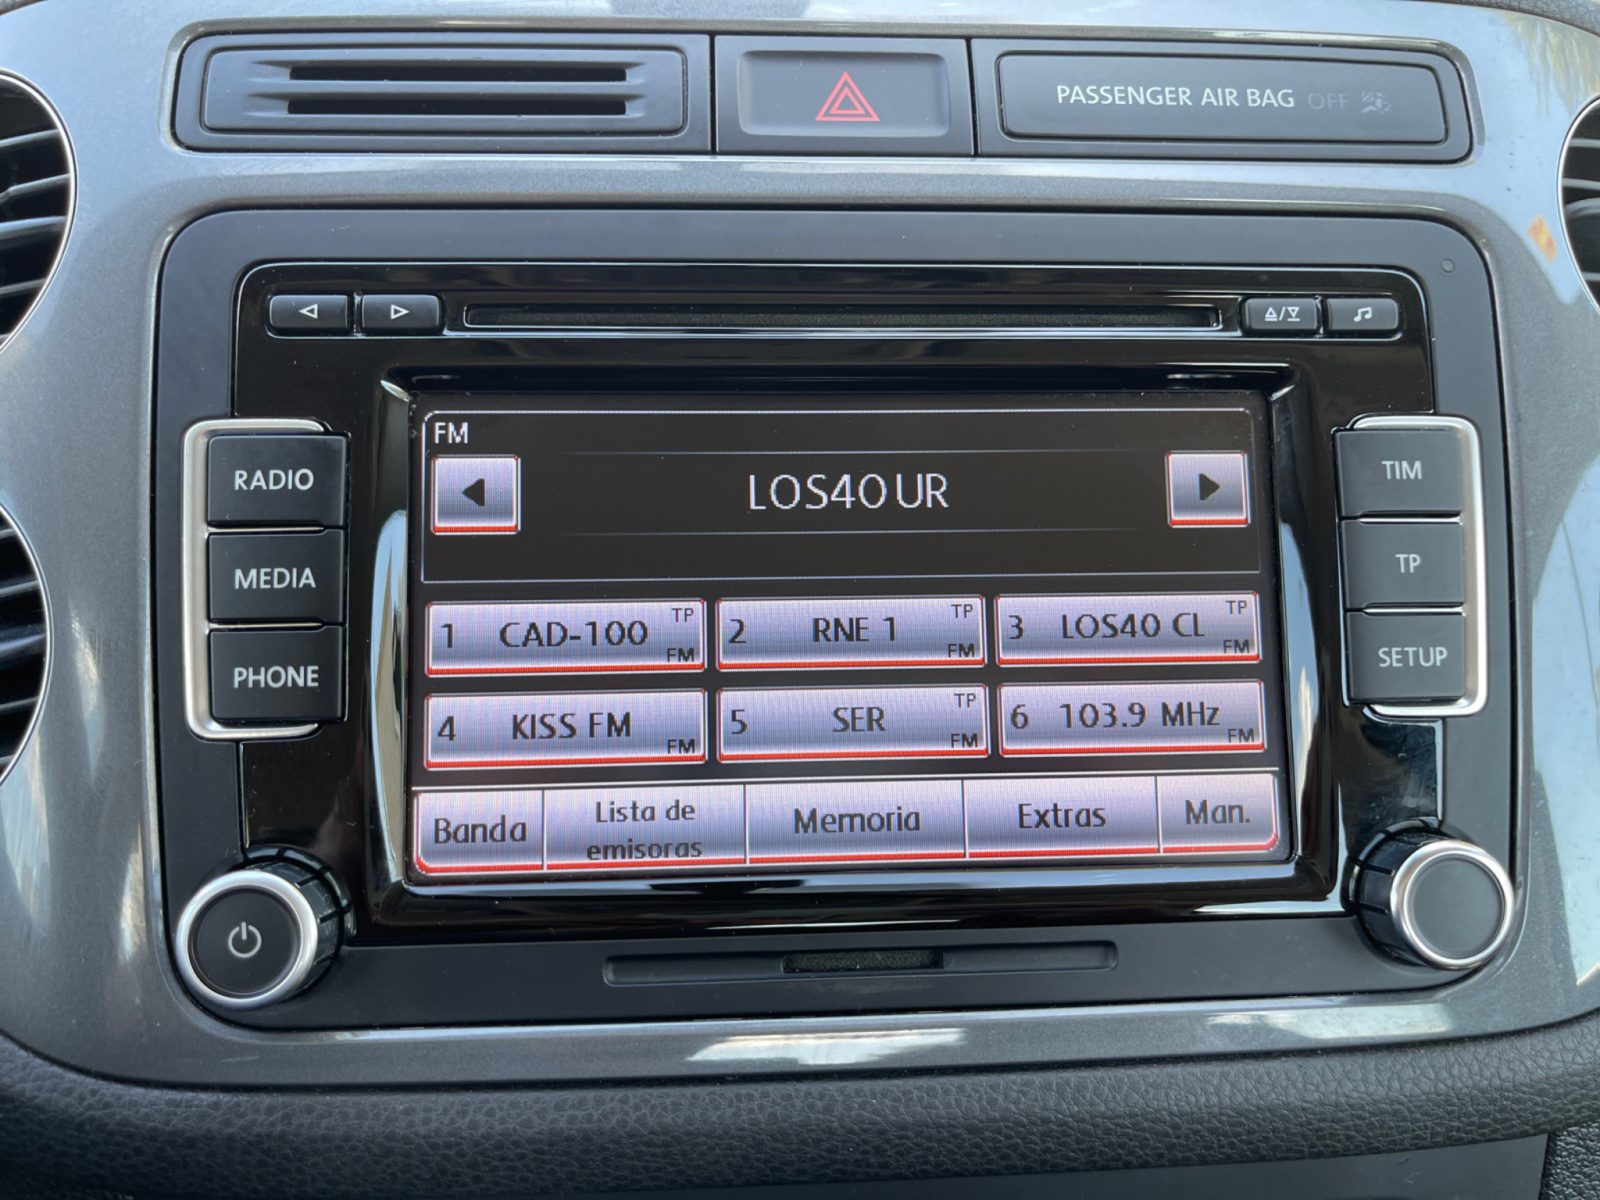 PASSENGER AIR BAG OFF
FM
LOS40 UR
RADIO
MEDIA
PHONE
TIM
TP
SETUP
1 CAD-100 TP FM
2 RNE 1 TP FM
3 LOS40 CL TP FM
4 KISS FM FM
5 SER TP FM
6 103.9 MHz FM
Banda
Lista de
emisoras
Memoria
Extras
Man.